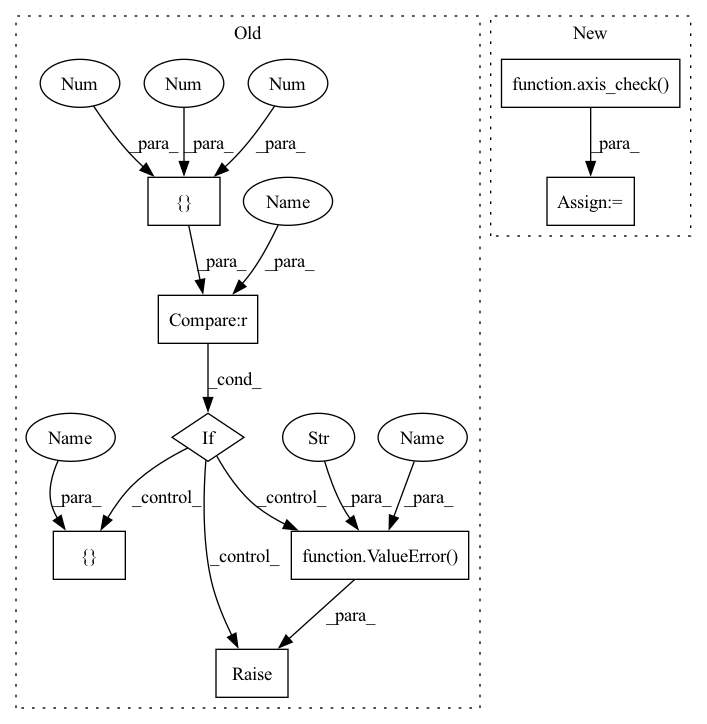 Old
New
Num
Num
Num
function.axis_check()
_para_
_para_
_para_
_para_
{}
Name
Assign:=
_para_
_para_
Compare:r
_cond_
Name
If
Str
Name
_para_
_control_
_control_
_para_
_para_
{}
_control_
function.ValueError()
_para_
Raise